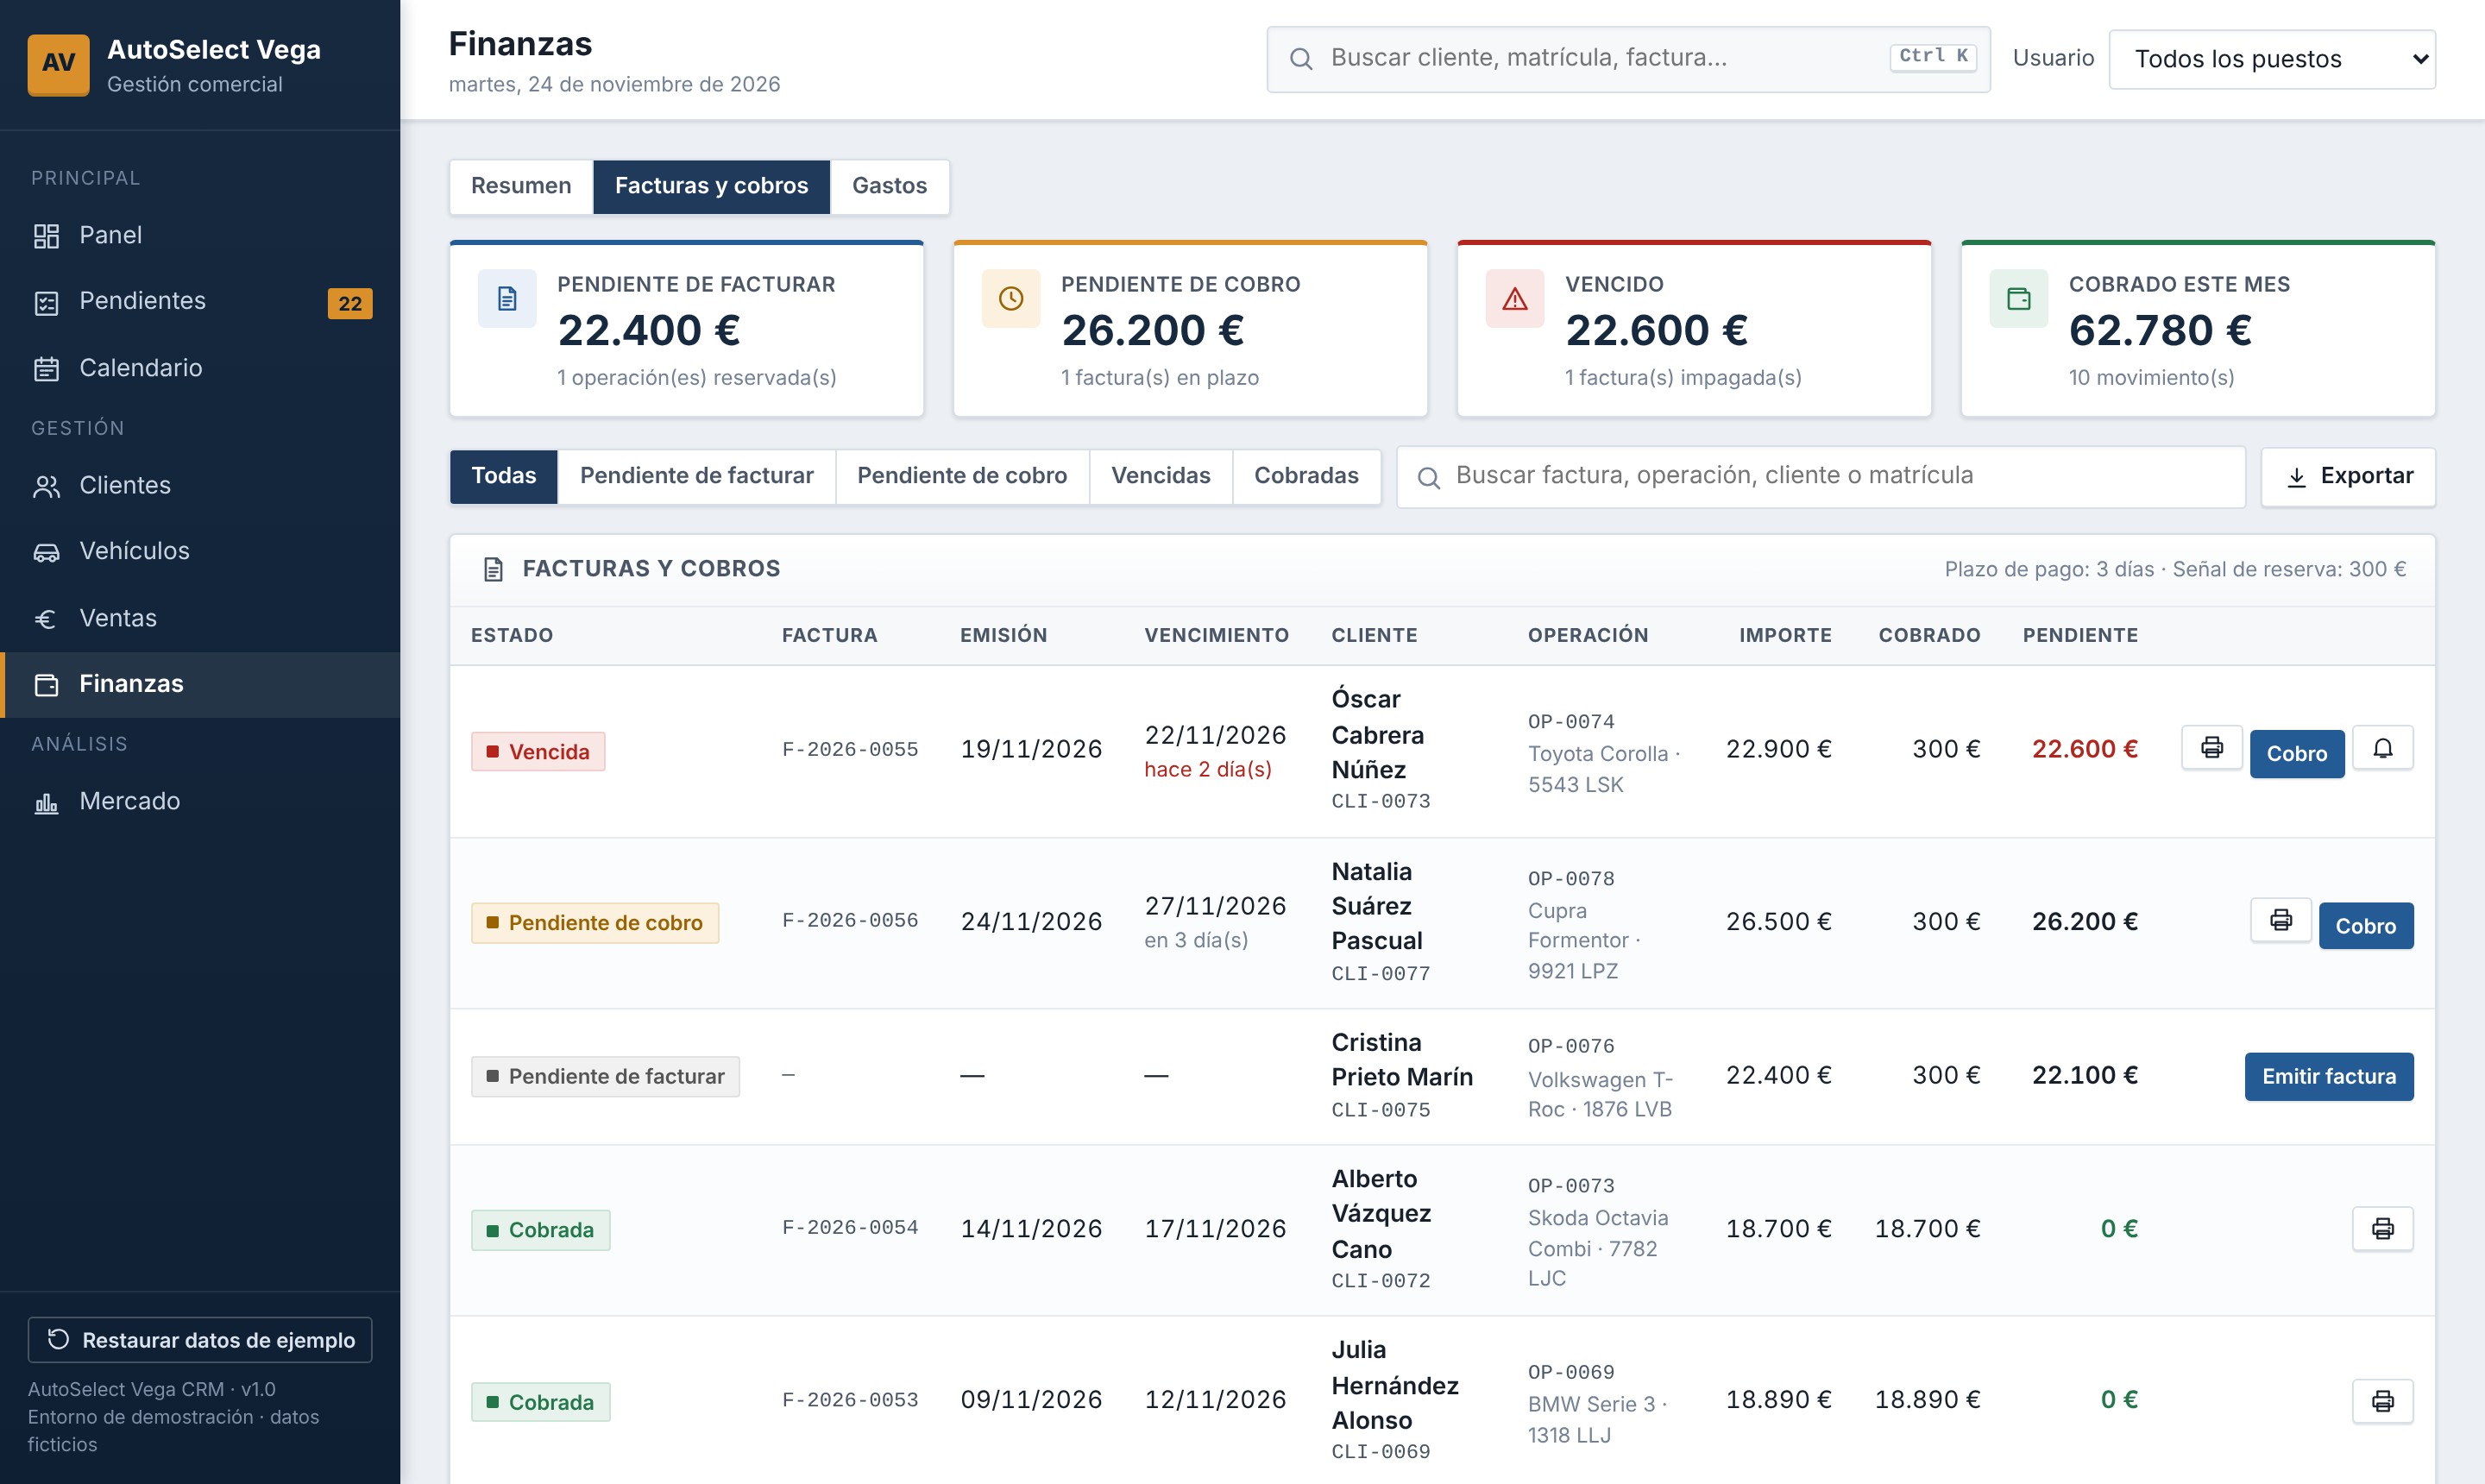 AV
AutoSelect Vega
Gestión comercial
PRINCIPAL
Panel
Pendientes
22
Calendario
GESTIÓN
Clientes
Vehículos
Ventas
Finanzas
ANÁLISIS
Mercado
Restaurar datos de ejemplo
AutoSelect Vega CRM · v1.0
Entorno de demostración · datos
ficticios
Finanzas
martes, 24 de noviembre de 2026
Buscar cliente, matrícula, factura...
Ctrl K
Usuario
Todos los puestos
Resumen
Facturas y cobros
Gastos
PENDIENTE DE FACTURAR
22.400 €
1 operación(es) reservada(s)
PENDIENTE DE COBRO
26.200 €
1 factura(s) en plazo
VENCIDO
22.600 €
1 factura(s) impagada(s)
COBRADO ESTE MES
62.780 €
10 movimiento(s)
Todas
Pendiente de facturar
Pendiente de cobro
Vencidas
Cobradas
Buscar factura, operación, cliente o matrícula
Exportar
FACTURAS Y COBROS
Plazo de pago: 3 días · Señal de reserva: 300 €
ESTADO FACTURA EMISIÓN VENCIMIENTO CLIENTE OPERACIÓN IMPORTE COBRADO PENDIENTE
Vencida
F-2026-0055
19/11/2026
22/11/2026
hace 2 día(s)
Óscar
Cabrera
Núñez
CLI-0073
OP-0074
Toyota Corolla ·
5543 LSK
22.900 €
300 €
22.600 €
Cobro
Pendiente de cobro
F-2026-0056
24/11/2026
27/11/2026
en 3 día(s)
Natalia
Suárez
Pascual
CLI-0077
OP-0078
Cupra
Formentor ·
9921 LPZ
26.500 €
300 €
26.200 €
Cobro
Pendiente de facturar
—
—
—
Cristina
Prieto Marín
CLI-0075
OP-0076
Volkswagen T-
Roc · 1876 LVB
22.400 €
300 €
22.100 €
Emitir factura
Cobrada
F-2026-0054
14/11/2026
17/11/2026
Alberto
Vázquez
Cano
CLI-0072
OP-0073
Skoda Octavia
Combi · 7782
LJC
18.700 €
18.700 €
0 €
Cobrada
F-2026-0053
09/11/2026
12/11/2026
Julia
Hernández
Alonso
CLI-0069
OP-0069
BMW Serie 3 ·
1318 LLJ
18.890 €
18.890 €
0 €